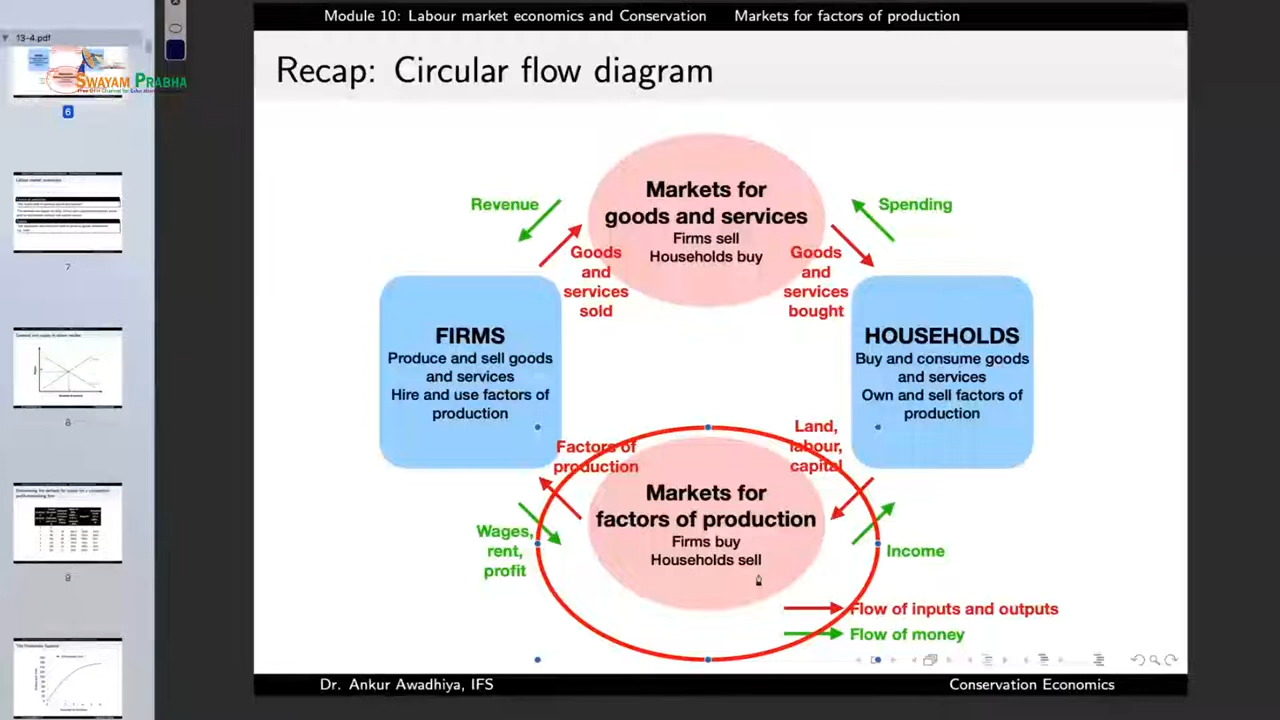 Module 10: Labour market economics and Conservation Markets for factors of production
13-4.pdf
SWAYAM PRABHA
6
7
8
9
Recap: Circular flow diagram
Markets for
goods and services
Firms sell
Households buy
Revenue
Spending
Goods
and
services
sold
Goods
and
services
bought
FIRMS
Produce and sell goods
and services
Hire and use factors of
production
HOUSEHOLDS
Buy and consume goods
and services
Own and sell factors of
production
Factors of
production
Land,
labour,
capital
Markets for
factors of production
Firms buy
Households sell
Wages,
rent,
profit
Income
Flow of inputs and outputs
Flow of money
Dr. Ankur Awadhiya, IFS
Conservation Economics